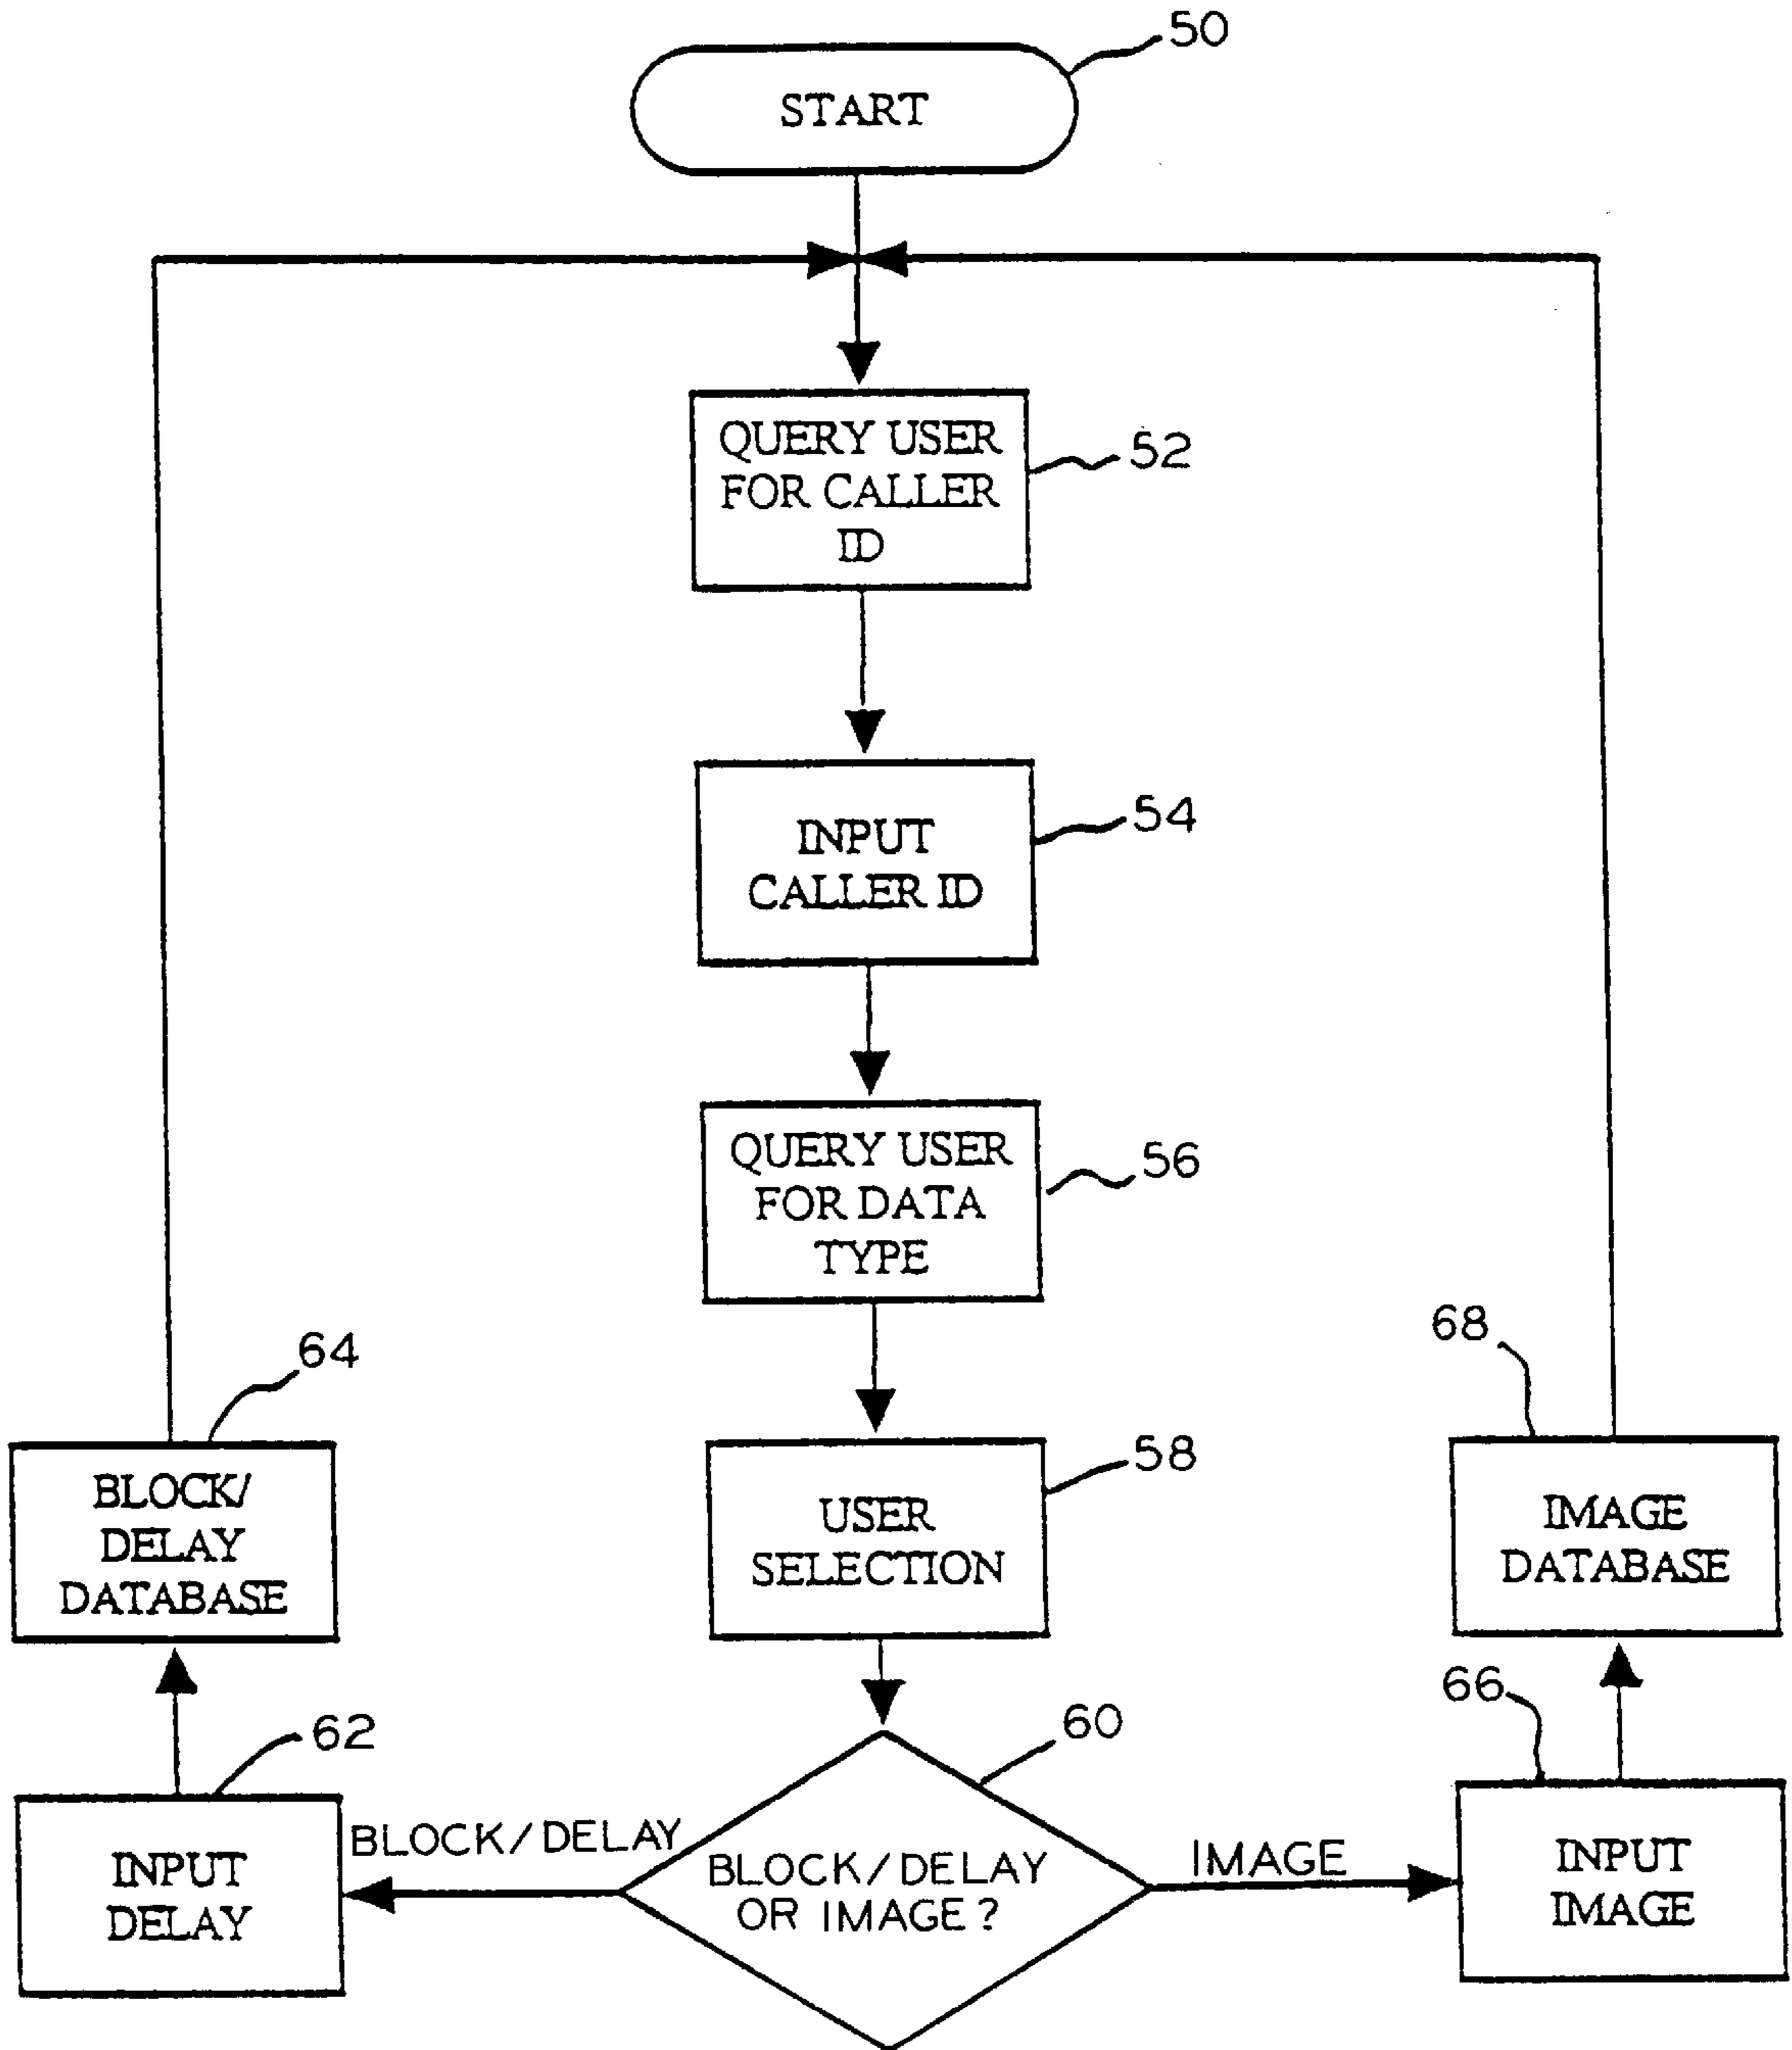 50
START
QUERY USER
FOR CALLER
ID
52
INPUT
CALLER ID
54
QUERY USER
FOR DATA
TYPE
56
64
68
BLOCK/
DELAY
DATABASE
USER
SELECTION
58
IMAGE
DATABASE
62
60
66
INPUT
DELAY
BLOCK/DELAY
BLOCK/DELAY
OR IMAGE?
IMAGE
INPUT
IMAGE